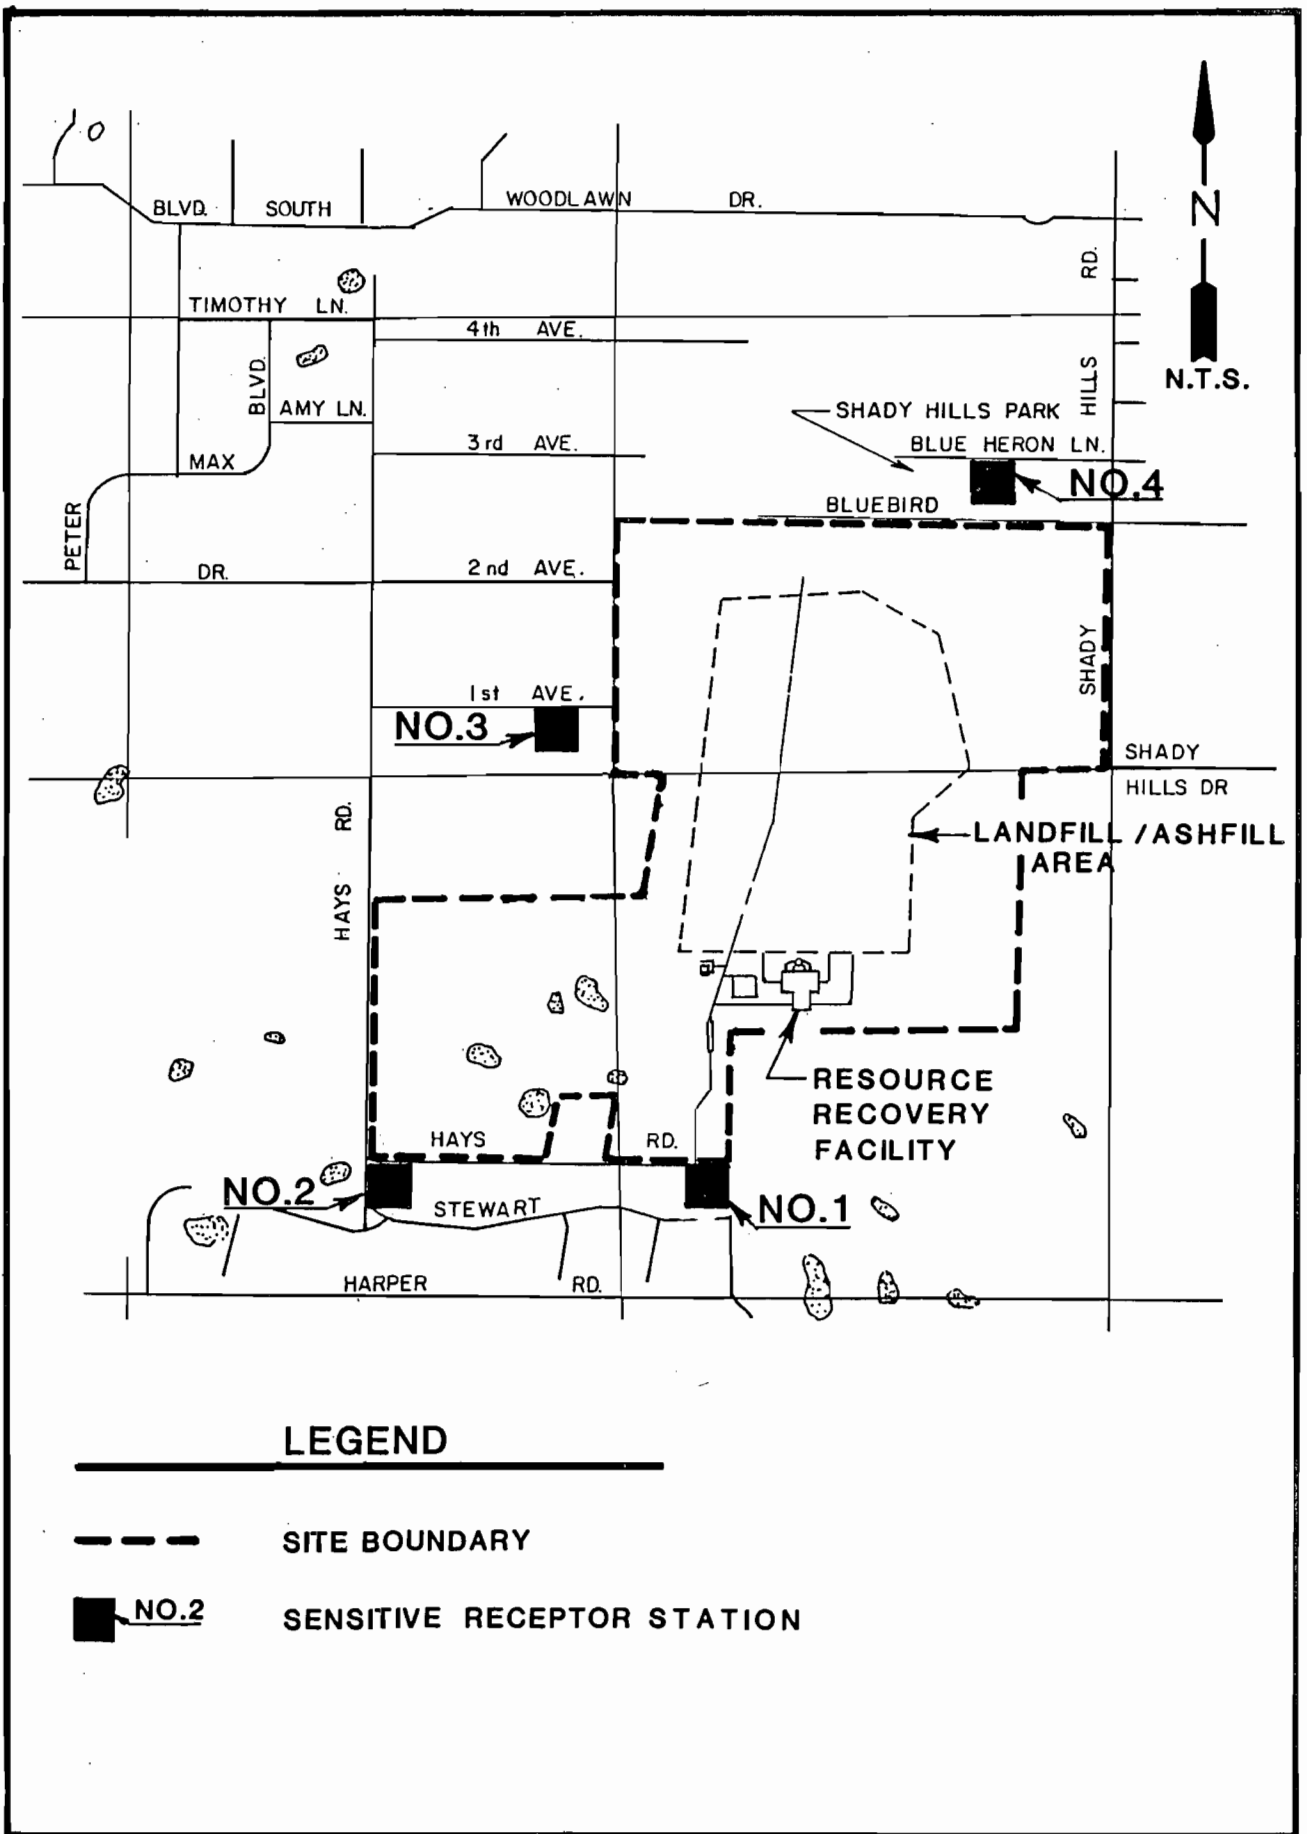 BLVD. SOUTH WOODLAWN DR.
N
RD.
TIMOTHY LN.
4th AVE.
HILLS
N.T.S.
BLVD.
AMY LN.
SHADY HILLS PARK
3rd AVE.
BLUE HERON LN.
MAX
NO.4
BLUEBIRD
PETER
DR.
2nd AVE.
SHADY
1st AVE.
NO.3
SHADY
HILLS DR
HAYS RD.
LANDFILL /ASHFILL
AREA
RESOURCE
RECOVERY
FACILITY
HAYS RD.
NO.2
STEWART
NO.1
HARPER RD.
LEGEND
SITE BOUNDARY
NO.2 SENSITIVE RECEPTOR STATION